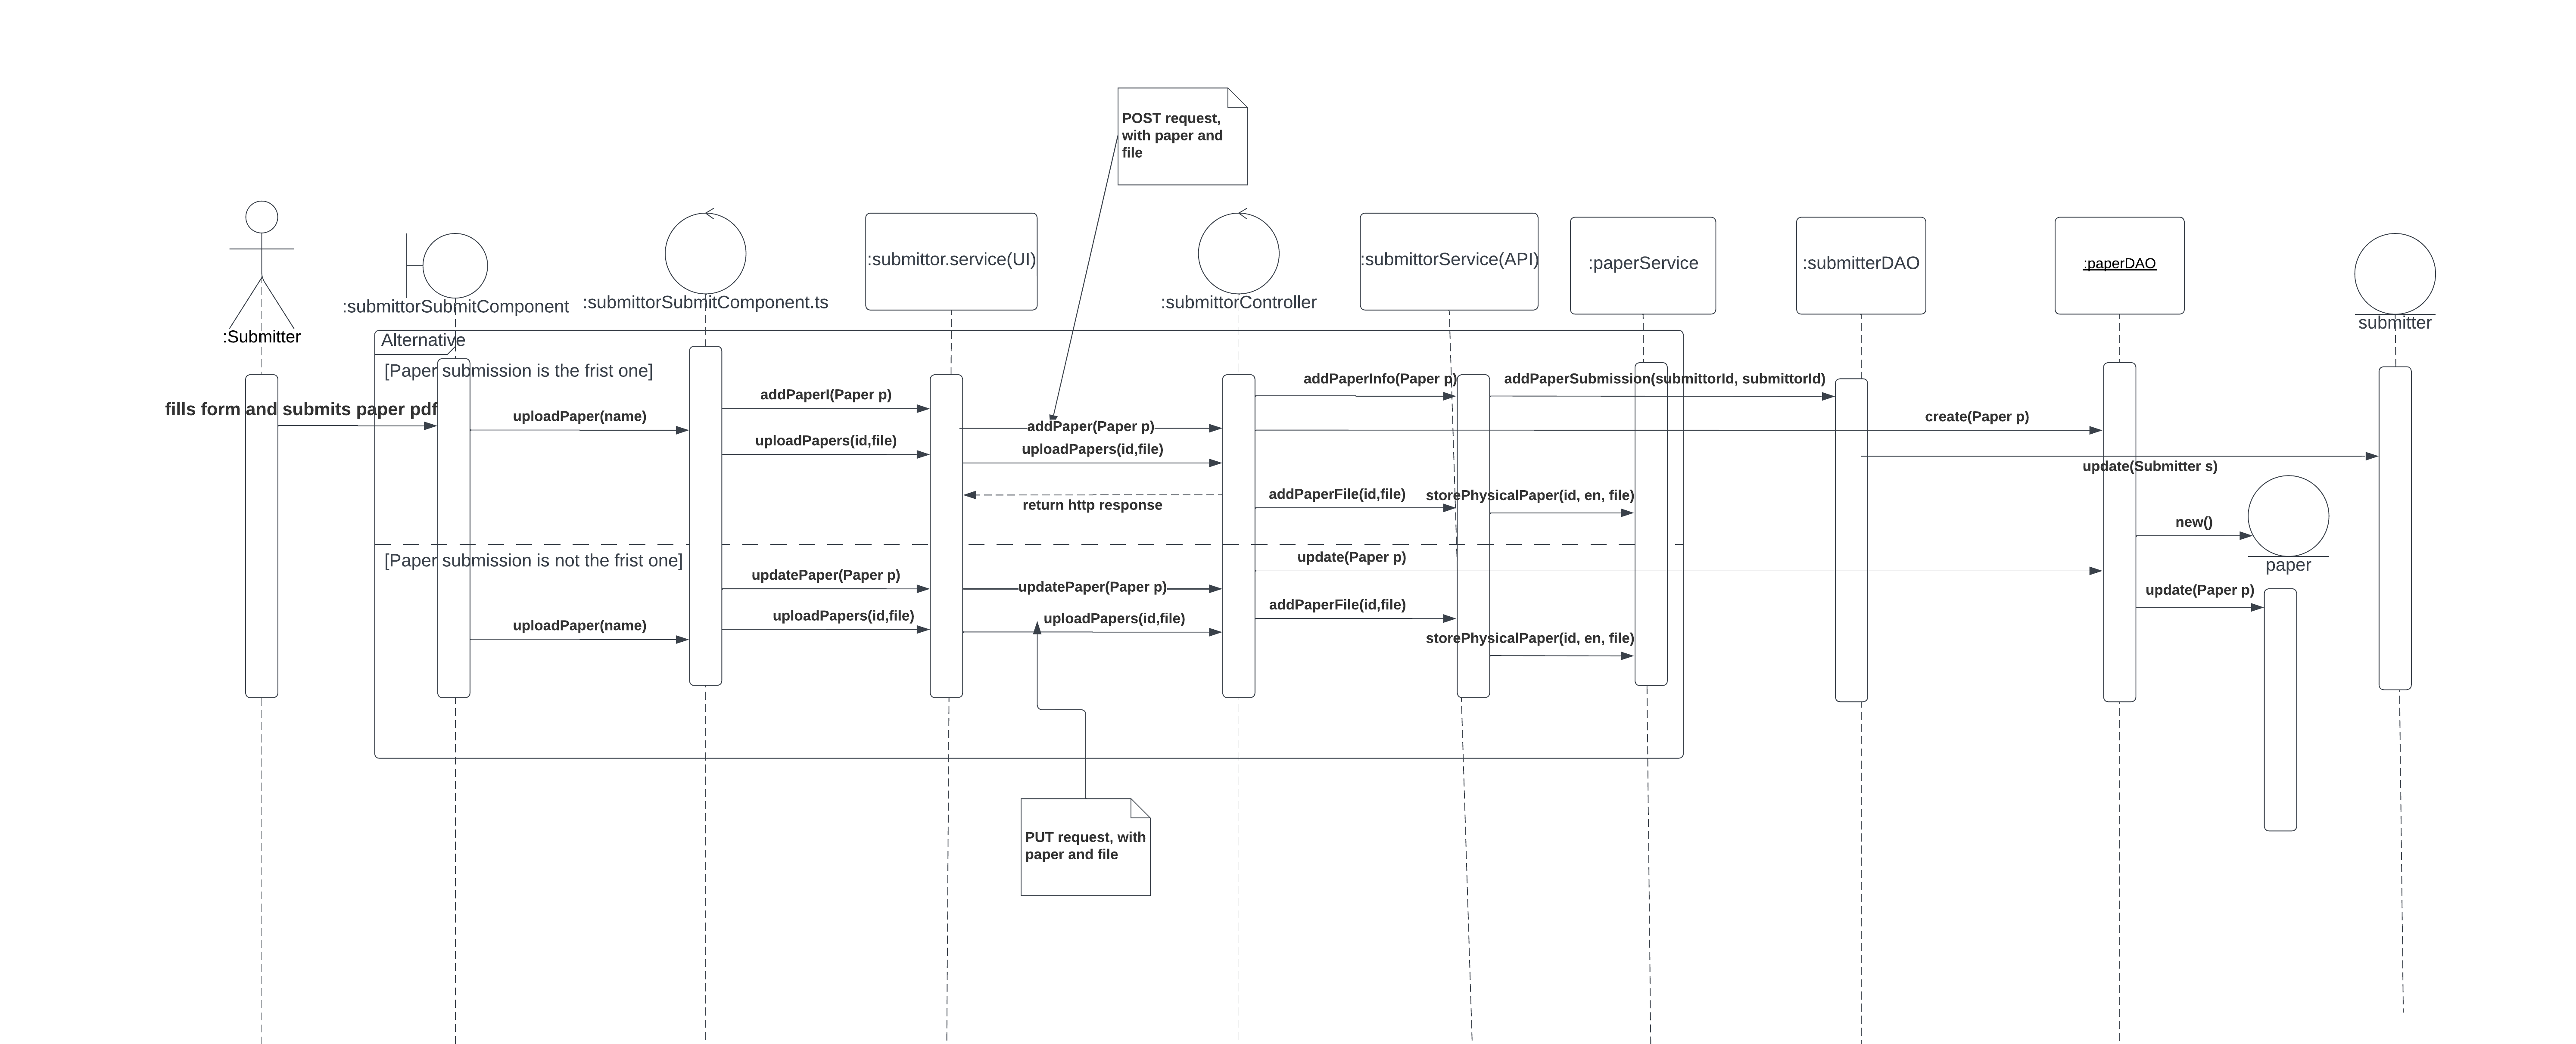 POST request,
with paper and
file
:Submitter
:submittorSubmitComponent
:submittorSubmitComponent.ts
:submittor.service(UI)
:submittorController
:submittorService(API)
:paperService
:submitterDAO
:paperDAO
submitter
Alternative
[Paper submission is the frist one]
fills form and submits paper pdf
uploadPaper(name)
addPaperI(Paper p)
uploadPapers(id,file)
addPaper(Paper p)
uploadPapers(id,file)
return http response
addPaperInfo(Paper p)
addPaperSubmission(submittorId, submittorId)
create(Paper p)
update(Submitter s)
addPaperFile(id,file)
storePhysicalPaper(id, en, file)
new()
paper
[Paper submission is not the frist one]
updatePaper(Paper p)
updatePaper(Paper p)
update(Paper p)
update(Paper p)
uploadPaper(name)
uploadPapers(id,file)
uploadPapers(id,file)
addPaperFile(id,file)
storePhysicalPaper(id, en, file)
PUT request, with
paper and file